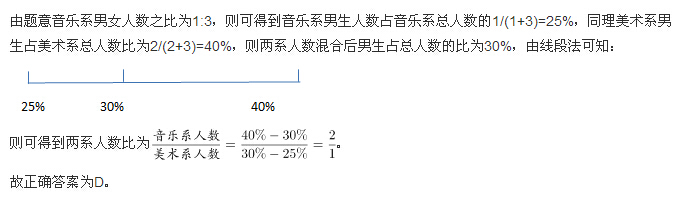 由题意音乐系男女人数之比为1:3，则可得到音乐系男生人数占音乐系总人数的1/(1+3)=25%，同理美术系男
生占美术系总人数比为2/(2+3)=40%，则两系人数混合后男生占总人数的比为30%，由线段法可知：
25% 30% 40%
则可得到两系人数比为音乐系人数/美术系人数 = 40% − 30%/30% − 25% = 2/1。
故正确答案为D。